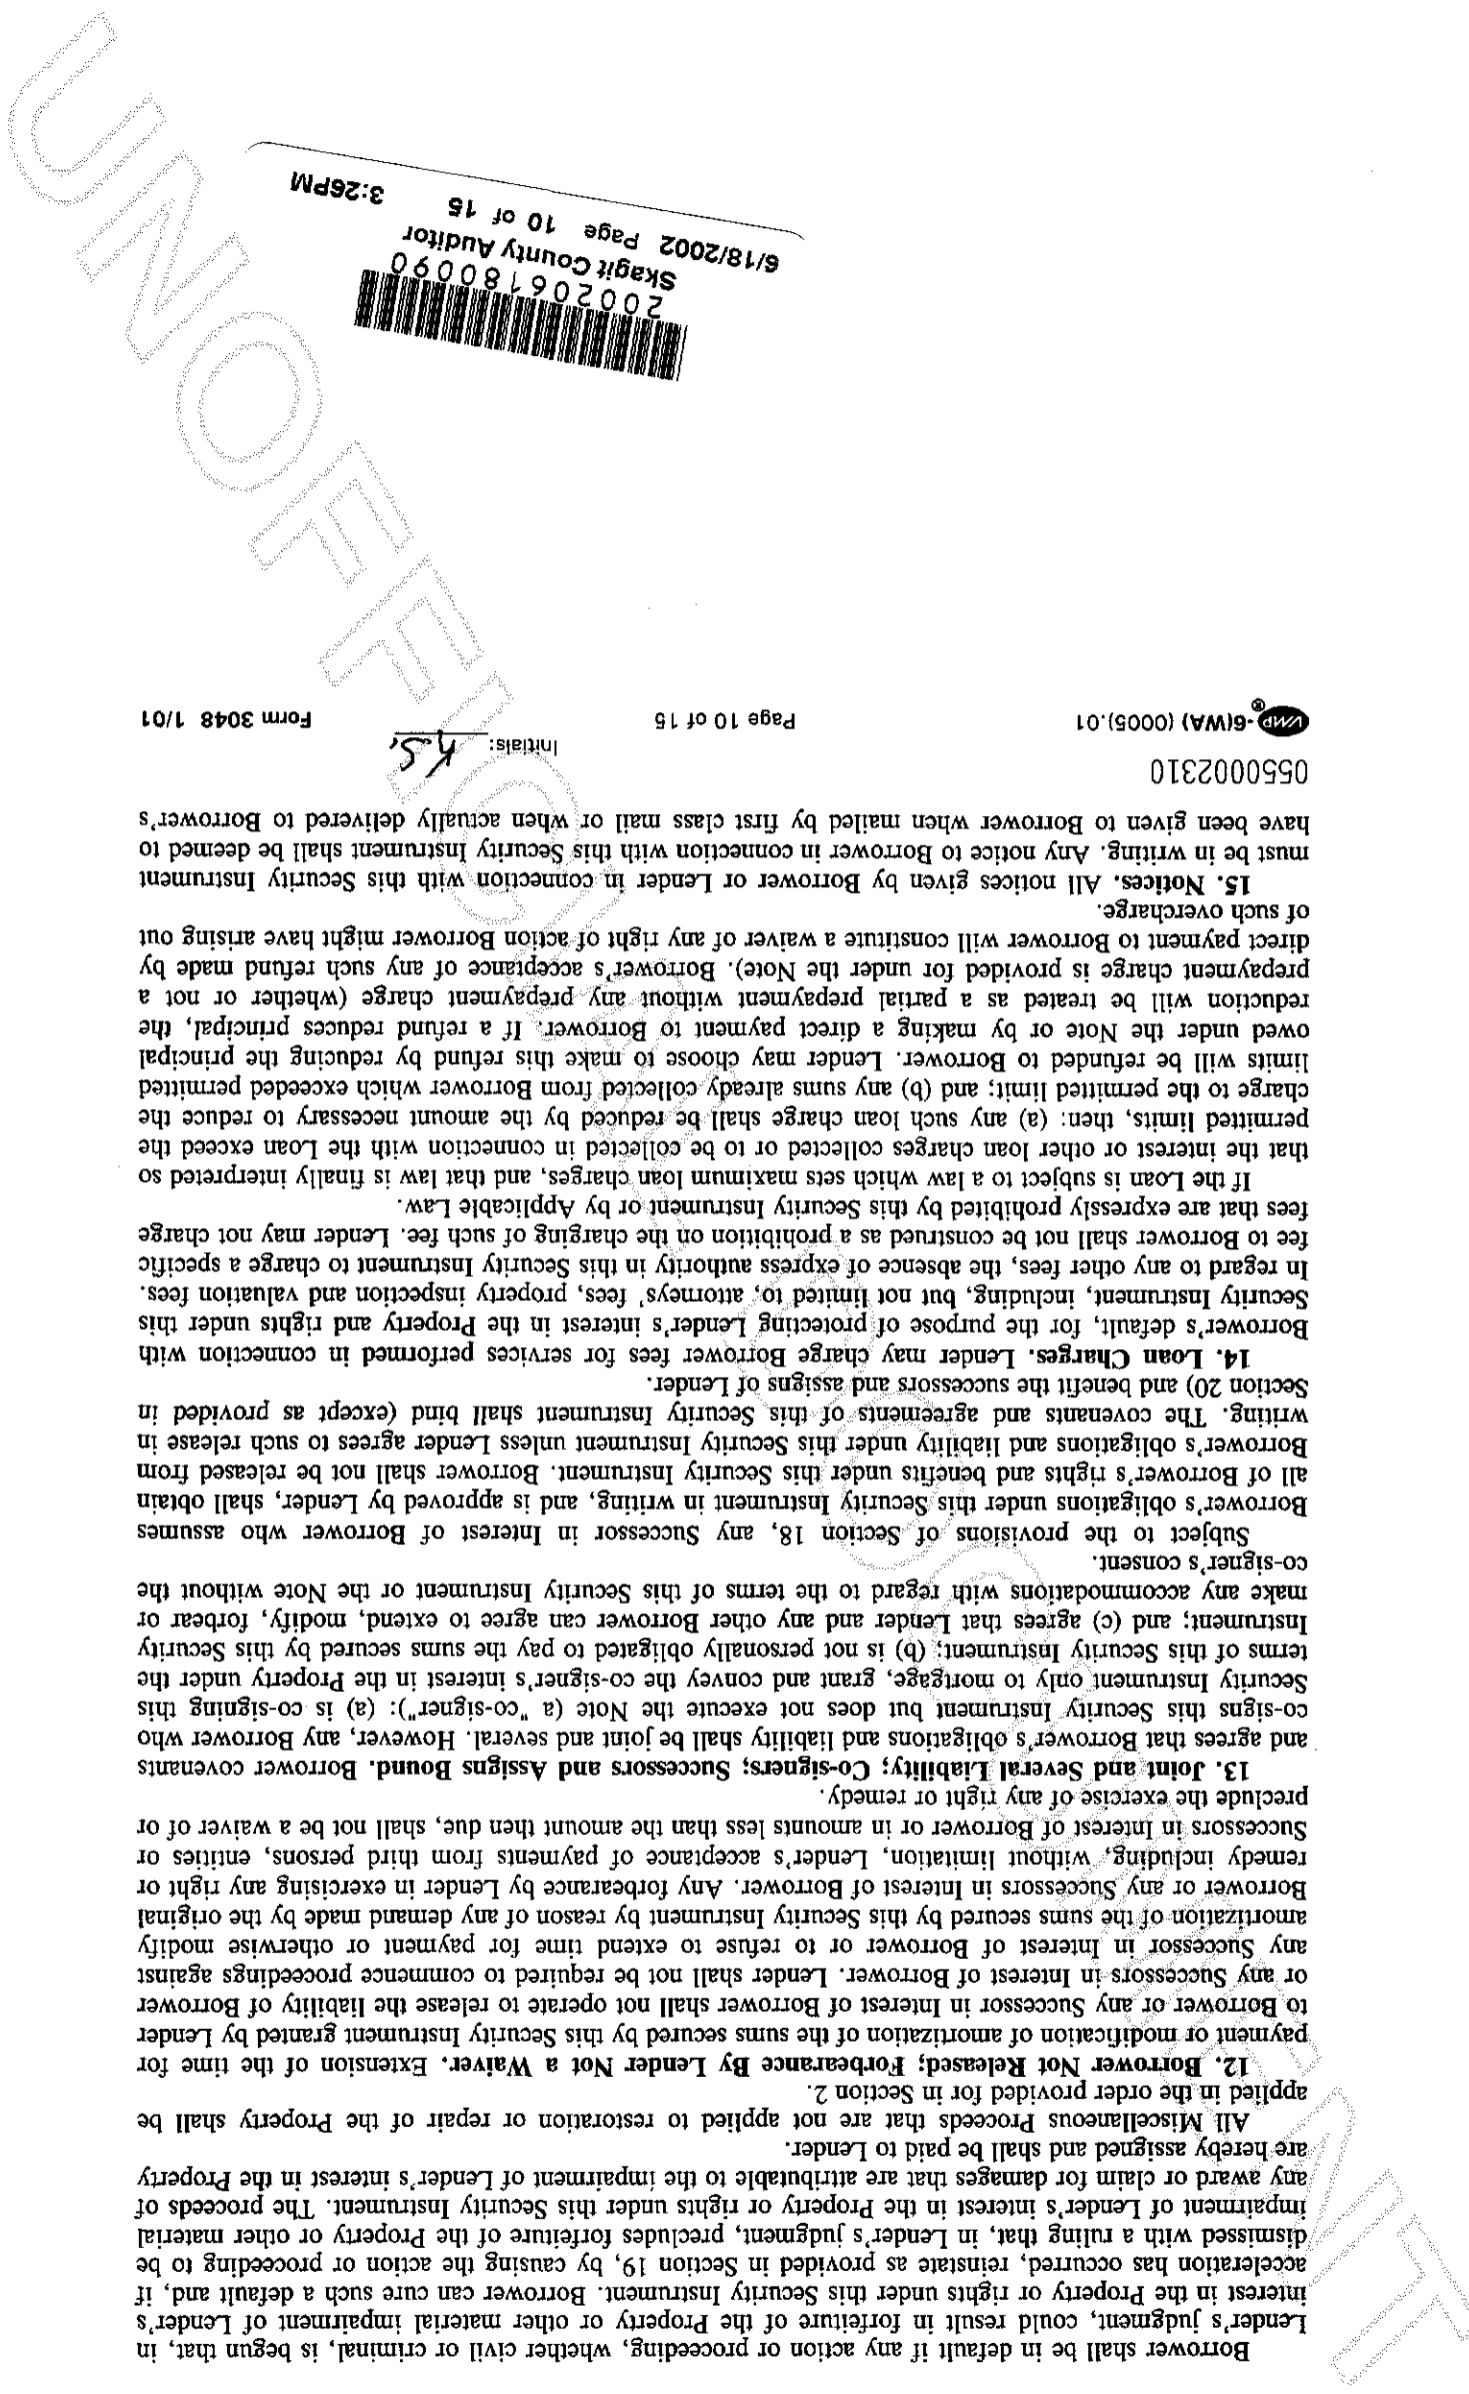 Borrower shall be in default if any action or proceeding, whether civil or criminal, is begun that, in
Lender's judgment, could result in forfeiture of the Property or other material impairment of Lender's
interest in the Property or rights under this Security Instrument. Borrower can cure such a default and, if
acceleration has occurred, reinstate as provided in Section 19, by causing the action or proceeding to be
dismissed with a ruling that, in Lender's judgment, precludes forfeiture of the Property or other material
impairment of Lender's interest in the Property or rights under this Security Instrument. The proceeds of
any award or claim for damages that are attributable to the impairment of Lender's interest in the Property
are hereby assigned and shall be paid to Lender.
All Miscellaneous Proceeds that are not applied to restoration or repair of the Property shall be
applied in the order provided for in Section 2.
12. Borrower Not Released; Forbearance By Lender Not a Waiver. Extension of the time for
payment or modification of amortization of the sums secured by this Security Instrument granted by Lender
to Borrower or any Successor in Interest of Borrower shall not operate to release the liability of Borrower
or any Successors in Interest of Borrower. Lender shall not be required to commence proceedings against
any Successor in Interest of Borrower or to refuse to extend time for payment or otherwise modify
amortization of the sums secured by this Security Instrument by reason of any demand made by the original
Borrower or any Successors in Interest of Borrower. Any forbearance by Lender in exercising any right or
remedy including, without limitation, Lender's acceptance of payments from third persons, entities or
Successors in Interest of Borrower or in amounts less than the amount then due, shall not be a waiver of or
preclude the exercise of any right or remedy.
13. Joint and Several Liability; Co-signers; Successors and Assigns Bound. Borrower covenants
and agrees that Borrower's obligations and liability shall be joint and several. However, any Borrower who
co-signs this Security Instrument but does not execute the Note (a "co-signer"): (a) is co-signing this
Security Instrument only to mortgage, grant and convey the co-signer's interest in the Property under the
terms of this Security Instrument; (b) is not personally obligated to pay the sums secured by this Security
Instrument; and (c) agrees that Lender and any other Borrower can agree to extend, modify, forbear or
make any accommodations with regard to the terms of this Security Instrument or the Note without the
co-signer's consent.
Subject to the provisions of Section 18, any Successor in Interest of Borrower who assumes
Borrower's obligations under this Security Instrument in writing, and is approved by Lender, shall obtain
all of Borrower's rights and benefits under this Security Instrument. Borrower shall not be released from
Borrower's obligations and liability under this Security Instrument unless Lender agrees to such release in
writing. The covenants and agreements of this Security Instrument shall bind (except as provided in
Section 20) and benefit the successors and assigns of Lender.
14. Loan Charges. Lender may charge Borrower fees for services performed in connection with
Borrower's default, for the purpose of protecting Lender's interest in the Property and rights under this
Security Instrument, including, but not limited to, attorneys' fees, property inspection and valuation fees.
In regard to any other fees, the absence of express authority in this Security Instrument to charge a specific
fee to Borrower shall not be construed as a prohibition on the charging of such fee. Lender may not charge
fees that are expressly prohibited by this Security Instrument or by Applicable Law.
If the Loan is subject to a law which sets maximum loan charges, and that law is finally interpreted so
that the interest or other loan charges collected or to be collected in connection with the Loan exceed the
permitted limits, then: (a) any such loan charge shall be reduced by the amount necessary to reduce the
charge to the permitted limit; and (b) any sums already collected from Borrower which exceeded permitted
limits will be refunded to Borrower. Lender may choose to make this refund by reducing the principal
owed under the Note or by making a direct payment to Borrower. If a refund reduces principal, the
reduction will be treated as a partial prepayment without any prepayment charge (whether or not a
prepayment charge is provided for under the Note). Borrower's acceptance of any such refund made by
direct payment to Borrower will constitute a waiver of any right of action Borrower might have arising out
of such overcharge.
15. Notices. All notices given by Borrower or Lender in connection with this Security Instrument
must be in writing. Any notice to Borrower in connection with this Security Instrument shall be deemed to
have been given to Borrower when mailed by first class mail or when actually delivered to Borrower's
0550002310
Initials: K.S.
VMP®-6(WA) (0005).01 Page 10 of 15 Form 3048 1/01
200206180090
Skagit County Auditor
6/18/2002 Page 10 of 15 3:26PM
UNOFFICIAL DOCUMENT